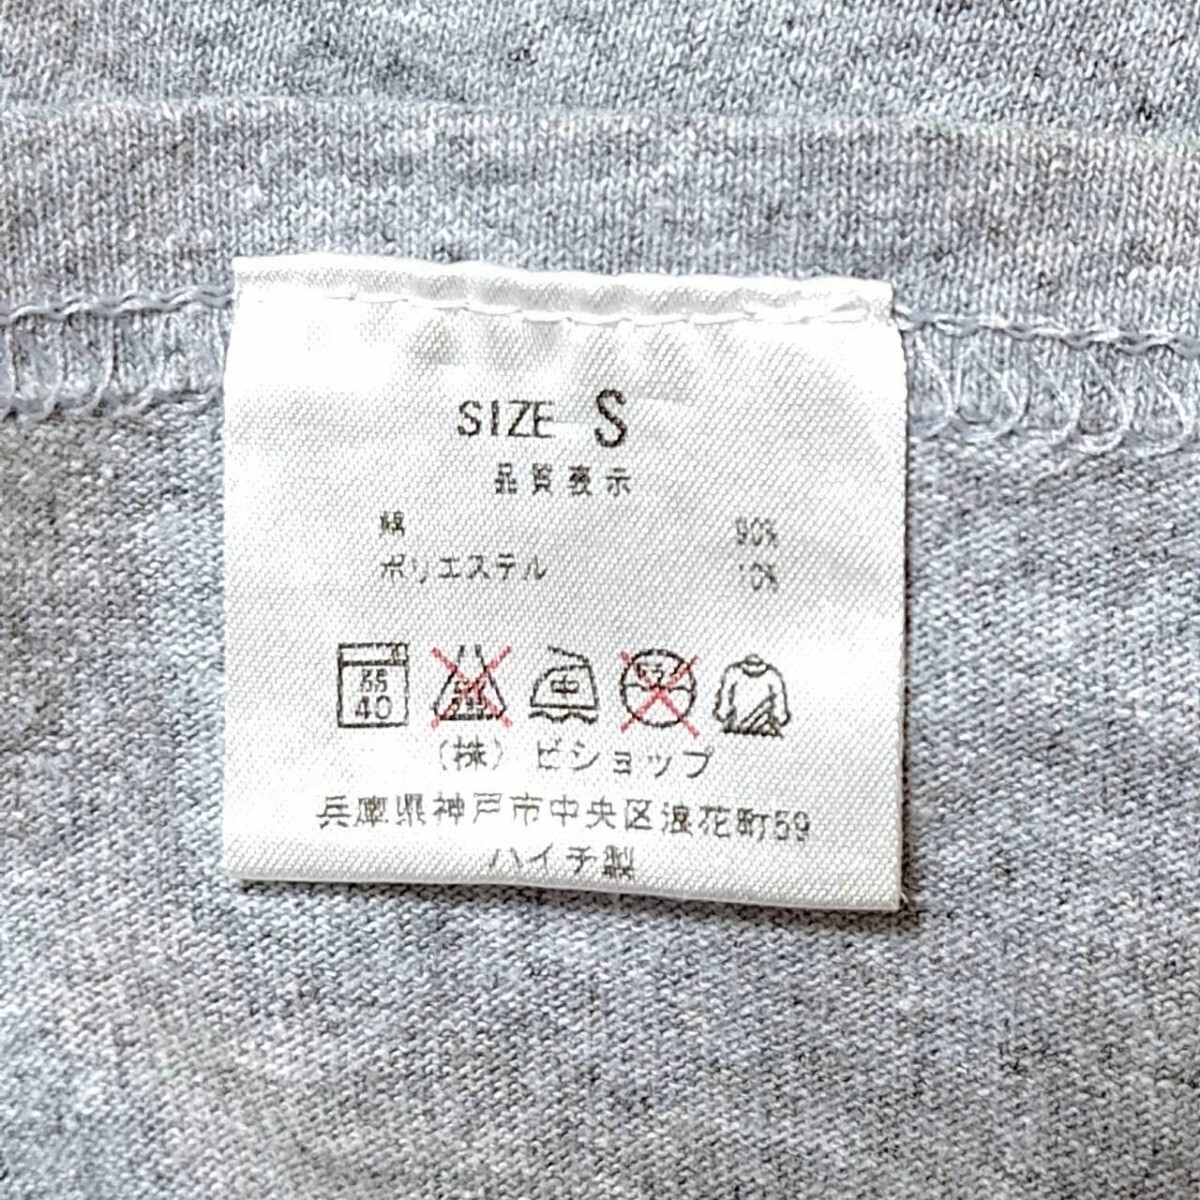 SIZE S
品質表示
綿 90%
ポリエステル 10%
40 中
(株) ビショップ
兵庫県神戸市中央区浪花町59
ハイチ製